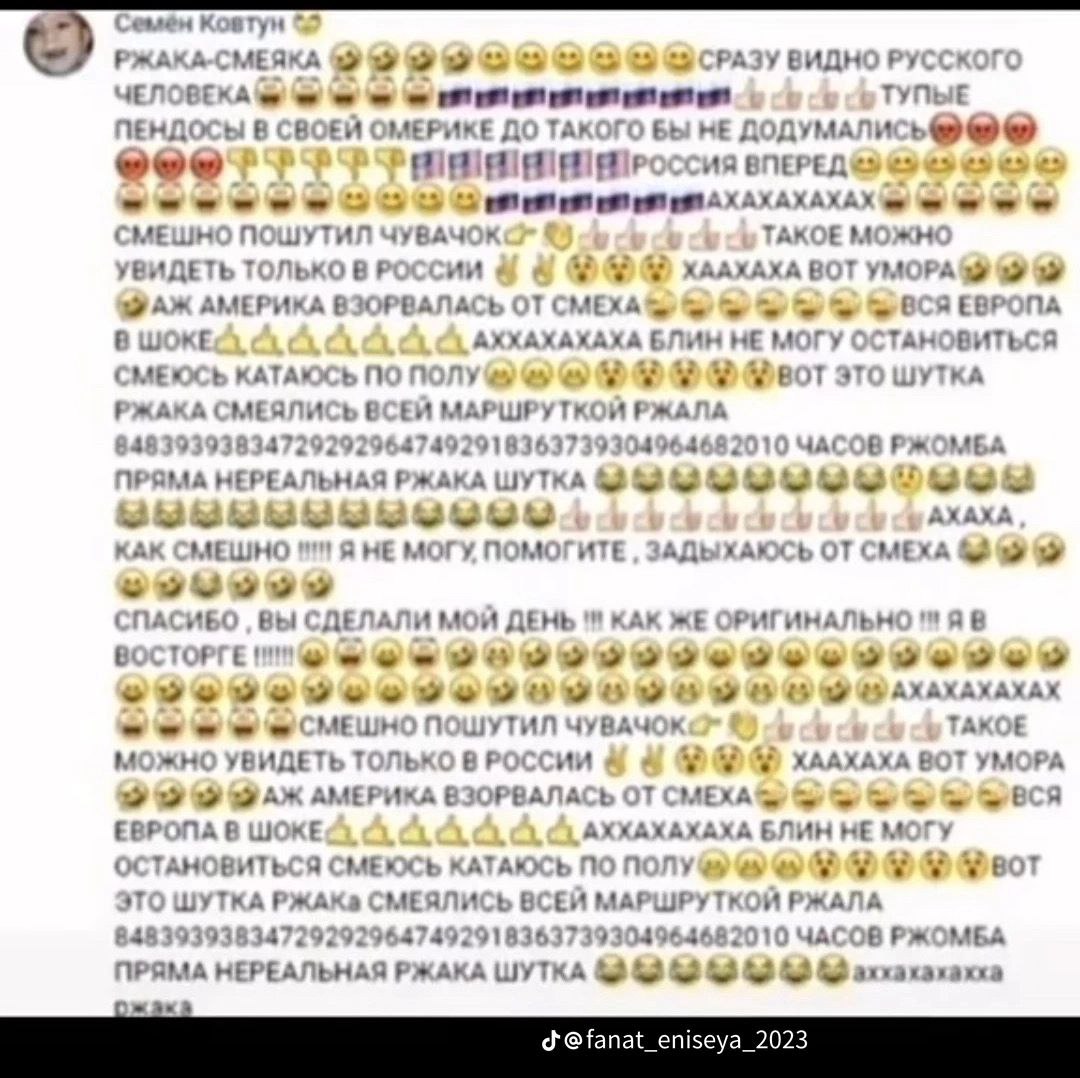 Семён Ковтун 😌
РЖАКА-СМЕЯКА 🤣🤣🤣🤣😊😊😊😊😊😊СРАЗУ ВИДНО РУССКОГО
ЧЕЛОВЕКА😄😄😄😄😄🇷🇺🇷🇺🇷🇺🇷🇺🇷🇺🇷🇺🇷🇺🇷🇺👍🏻👍🏻👍🏻👍🏻ТУПЫЕ
ПЕНДОСЫ В СВОЕЙ ОМЕРИКЕ ДО ТАКОГО БЫ НЕ ДОДУМАЛИСЬ😡😡😡
😡😡😡👎👎👎👎👎🇺🇸🇺🇸🇺🇸🇺🇸🇺🇸🇺🇸РОССИЯ ВПЕРЕД😊😊😊😊😊😊
😄😄😄😄😄😄😊😊😊😊🇷🇺🇷🇺🇷🇺🇷🇺🇷🇺🇷🇺АХАХАХАХАХ😄😄😄😄😄
СМЕШНО ПОШУТИЛ ЧУВАЧОК👉👏👍🏻👍🏻👍🏻👍🏻👍🏻ТАКОЕ МОЖНО
УВИДЕТЬ ТОЛЬКО В РОССИИ ✌✌😵😵😵 ХААХАХА ВОТ УМОРА🤣🤣🤣
🤣АЖ АМЕРИКА ВЗОРВАЛАСЬ ОТ СМЕХА😜😜😜😜😜😜😜ВСЯ ЕВРОПА
В ШОКЕ🤙🤙🤙🤙🤙🤙🤙АХХАХАХАХА БЛИН НЕ МОГУ ОСТАНОВИТЬСЯ
СМЕЮСЬ КАТАЮСЬ ПО ПОЛУ😁😁😁😵😵😵😵😵ВОТ ЭТО ШУТКА
РЖАКА СМЕЯЛИСЬ ВСЕЙ МАРШРУТКОЙ РЖАЛА
84839393834729292964749291836373930496468​2010 ЧАСОВ РЖОМБА
ПРЯМА НЕРЕАЛЬНАЯ РЖАКА ШУТКА 😂😂😂😂😂😂😂😂🤨😂😂😹
😹😹😹😹😹😹😹😹😂😂😂😂👍🏻👍🏻👍🏻👍🏻👍🏻👍🏻👍🏻👍🏻👍🏻👍🏻АХАХА ,
КАК СМЕШНО !!!!! Я НЕ МОГУ, ПОМОГИТЕ , ЗАДЫХАЮСЬ ОТ СМЕХА 😂🤣🤣
😀🤣😂🤣🤣🤣
СПАСИБО , ВЫ СДЕЛАЛИ МОЙ ДЕНЬ !!! КАК ЖЕ ОРИГИНАЛЬНО !!! Я В
ВОСТОРГЕ !!!!!!😀😄😀😄🤣😁🤣🤣🤣🤣🤣😀🤣😀😀🤣🤣😀🤣😀🤣
😀🤣😀🤣😀🤣😀😀🤣😀🤣😁🤣😁🤣😁🤣😁😁🤣😁АХАХАХАХАХ
😄😄😄😄😄СМЕШНО ПОШУТИЛ ЧУВАЧОК👉👏👍🏻👍🏻👍🏻👍🏻👍🏻ТАКОЕ
МОЖНО УВИДЕТЬ ТОЛЬКО В РОССИИ ✌✌😵😵😵 ХААХАХА ВОТ УМОРА
🤣🤣🤣🤣АЖ АМЕРИКА ВЗОРВАЛАСЬ ОТ СМЕХА😜😜😜😜😜😜😜ВСЯ
ЕВРОПА В ШОКЕ🤙🤙🤙🤙🤙🤙🤙АХХАХАХАХА БЛИН НЕ МОГУ
ОСТАНОВИТЬСЯ СМЕЮСЬ КАТАЮСЬ ПО ПОЛУ😁😁😁😵😵😵😵😵ВОТ
ЭТО ШУТКА РЖАКа СМЕЯЛИСЬ ВСЕЙ МАРШРУТКОЙ РЖАЛА
848393938347292929647492918363739304964682010 ЧАСОВ РЖОМБА
ПРЯМА НЕРЕАЛЬНАЯ РЖАКА ШУТКА 😂😂😂😂😂😂😂аххахахахха
ржака
@fanat_eniseya_2023